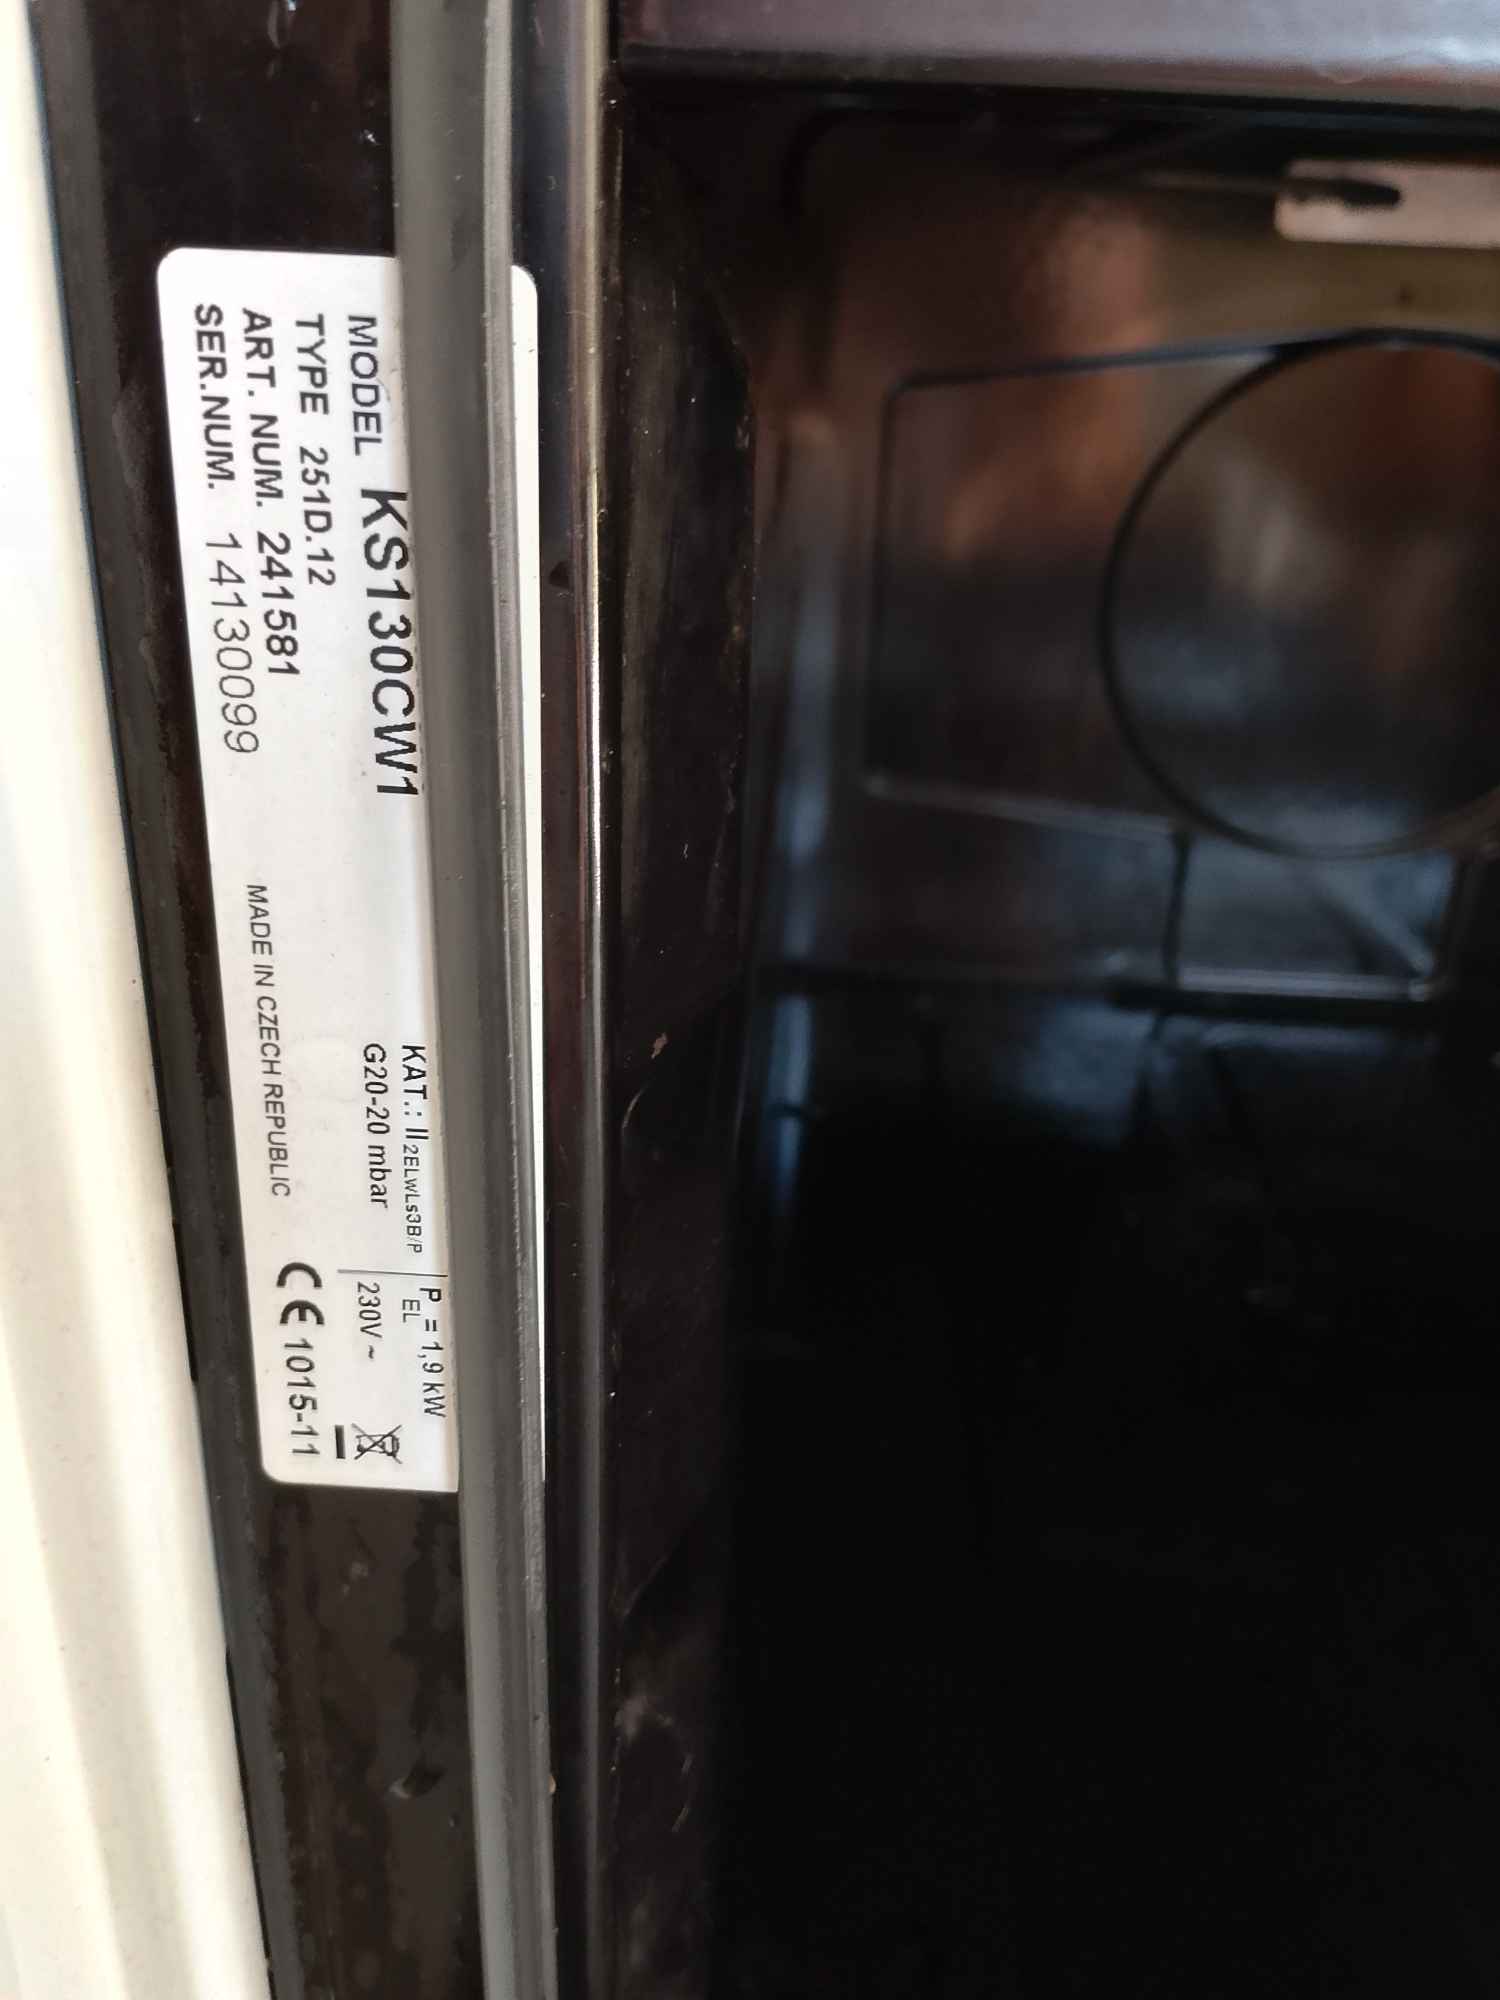 MODEL KS130CW1
TYPE 251D.12
ART. NUM. 241581
SER.NUM. 14130099
MADE IN CZECH REPUBLIC
KAT.: II2ELwLs3B/P
G20-20 mbar
PEL = 1,9 kW
230V ~
CE 1015-11